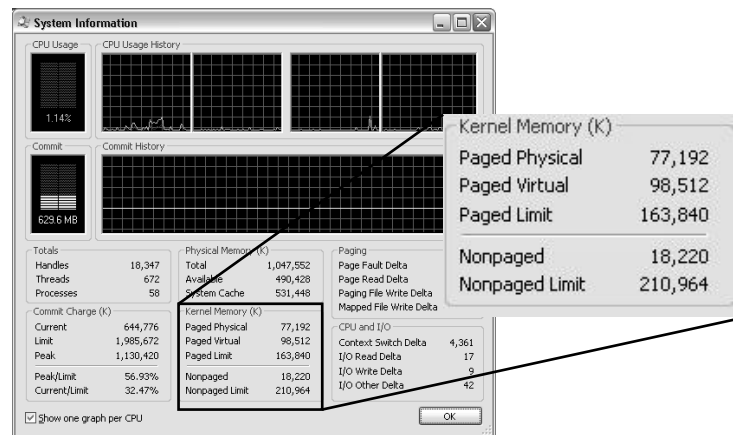 System Information
CPU Usage
CPU Usage History
1.14%
Commit
Commit History
629.6 MB
Totals
Handles 18,347
Threads 672
Processes 58
Physical Memory (K)
Total 1,047,552
Available 490,428
System Cache 531,448
Paging
Page Fault Delta
Page Read Delta
Paging File Write Delta
Mapped File Write Delta
Commit Charge (K)
Current 644,776
Limit 1,985,672
Peak 1,130,420
Peak/Limit 56.93%
Current/Limit 32.47%
Kernel Memory (K)
Paged Physical 77,192
Paged Virtual 98,512
Paged Limit 163,840
Nonpaged 18,220
Nonpaged Limit 210,964
CPU and I/O
Context Switch Delta 4,361
I/O Read Delta 17
I/O Write Delta 9
I/O Other Delta 42
Show one graph per CPU
OK
Kernel Memory (K)
Paged Physical 77,192
Paged Virtual 98,512
Paged Limit 163,840
Nonpaged 18,220
Nonpaged Limit 210,964